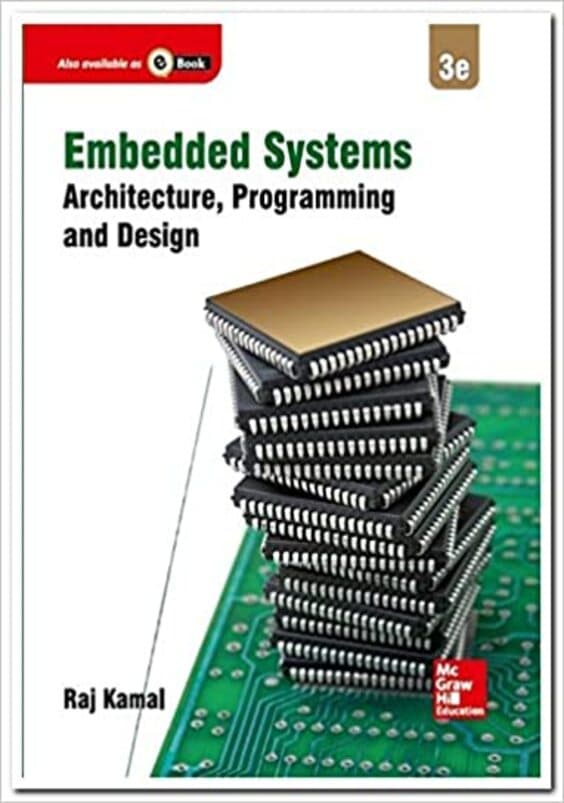 Also available as e Book
3e
Embedded Systems
Architecture, Programming
and Design
Raj Kamal
Mc
Graw
Hill
Education